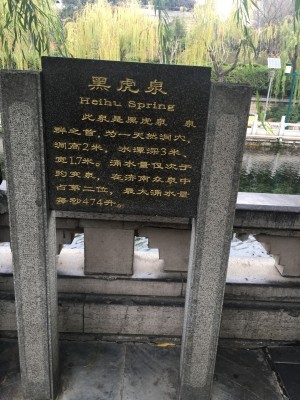 黑虎泉
Heihu Spring
此泉是黑虎泉 泉
群之首，为一天然洞穴，
洞高2米，水潭深3米，
宽1.7米。涌水量仅次于
趵突泉，在济南众泉中
占第二位，最大涌水量
每秒474升。